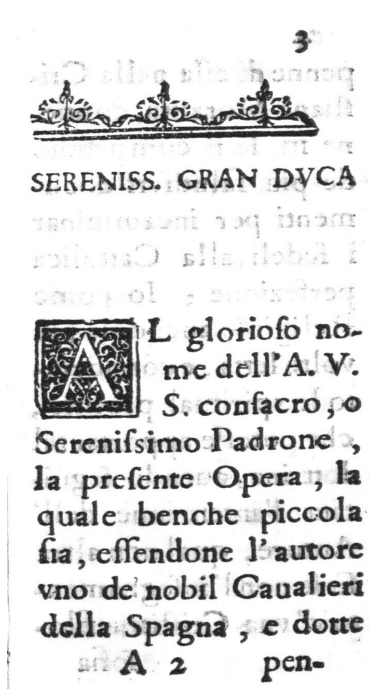 3
SERENISS. GRAN DVCA
AL glorioſo no-
me dell'A. V.
S. conſacro, o
Sereniſsimo Padrone,
la preſente Opera, la
quale benche piccola
ſia, eſſendone l'autore
vno de' nobil Caualieri
della Spagna, e dotte
A 2 pen-